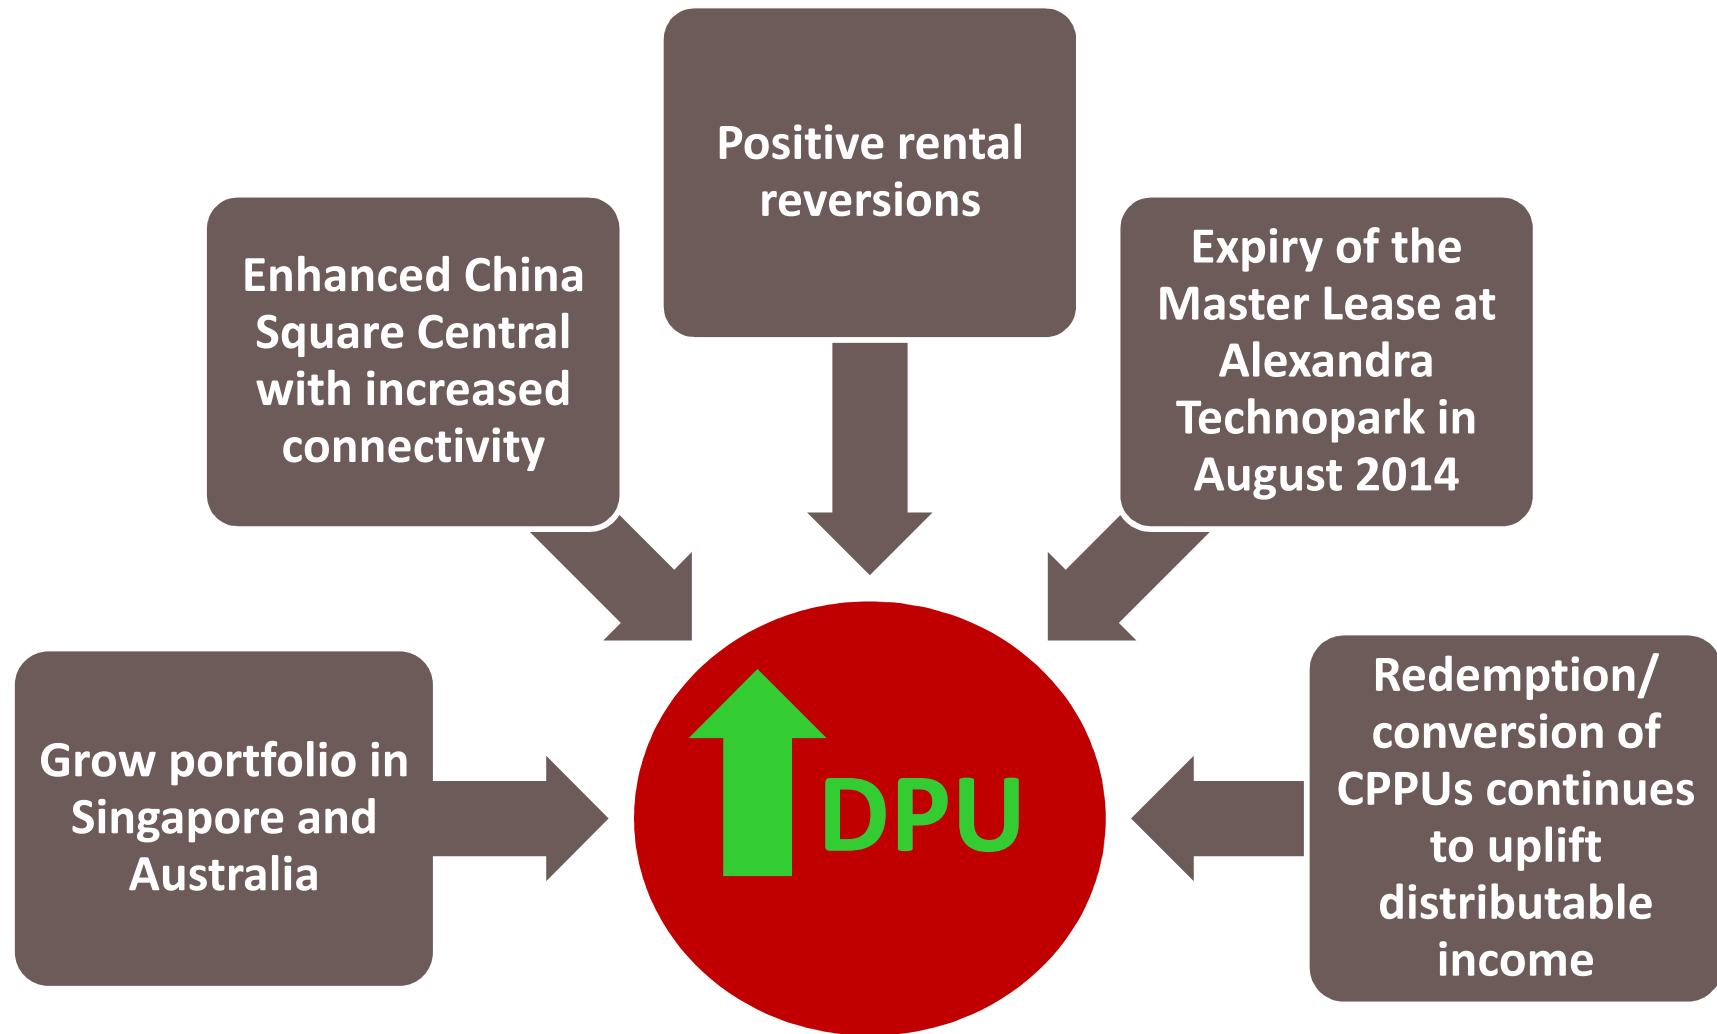 Positive rental
reversions
Enhanced China
Square Central
with increased
connectivity
Expiry of the
Master Lease at
Alexandra
Technopark in
August 2014
Grow portfolio in
Singapore and
Australia
DPU
Redemption/
conversion of
CPPUs continues
to uplift
distributable
income